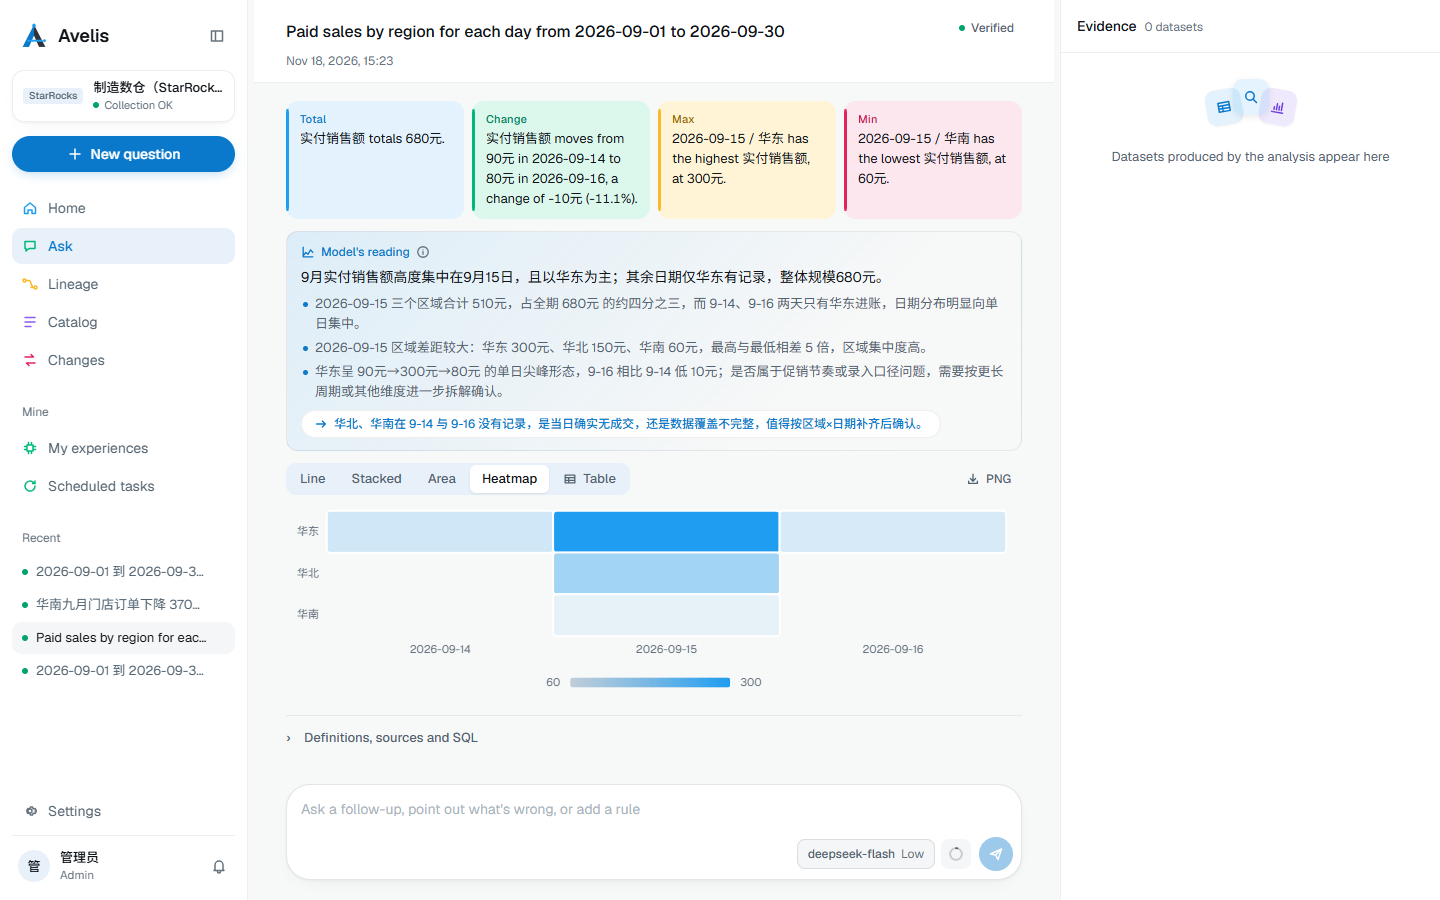 Avelis
StarRocks
制造数仓（StarRock...
Collection OK
New question
Home
Ask
Lineage
Catalog
Changes
Mine
My experiences
Scheduled tasks
Recent
2026-09-01 到 2026-09-3...
华南九月门店订单下降 370...
Paid sales by region for eac...
2026-09-01 到 2026-09-3...
Settings
管
管理员
Admin
Paid sales by region for each day from 2026-09-01 to 2026-09-30
Nov 18, 2026, 15:23
Verified
Total
实付销售额 totals 680元.
Change
实付销售额 moves from
90元 in 2026-09-14 to
80元 in 2026-09-16, a
change of -10元 (-11.1%).
Max
2026-09-15 / 华东 has
the highest 实付销售额,
at 300元.
Min
2026-09-15 / 华南 has
the lowest 实付销售额, at
60元.
Model's reading
9月实付销售额高度集中在9月15日，且以华东为主；其余日期仅华东有记录，整体规模680元。
2026-09-15 三个区域合计 510元，占全期 680元 的约四分之三，而 9-14、9-16 两天只有华东进账，日期分布明显向单
日集中。
2026-09-15 区域差距较大：华东 300元、华北 150元、华南 60元，最高与最低相差 5 倍，区域集中度高。
华东呈 90元→300元→80元 的单日尖峰形态，9-16 相比 9-14 低 10元；是否属于促销节奏或录入口径问题，需要按更长
周期或其他维度进一步拆解确认。
→ 华北、华南在 9-14 与 9-16 没有记录，是当日确实无成交，还是数据覆盖不完整，值得按区域×日期补齐后确认。
Line
Stacked
Area
Heatmap
Table
PNG
华东
华北
华南
2026-09-14
2026-09-15
2026-09-16
60
300
› Definitions, sources and SQL
Ask a follow-up, point out what's wrong, or add a rule
deepseek-flash Low
Evidence 0 datasets
Datasets produced by the analysis appear here